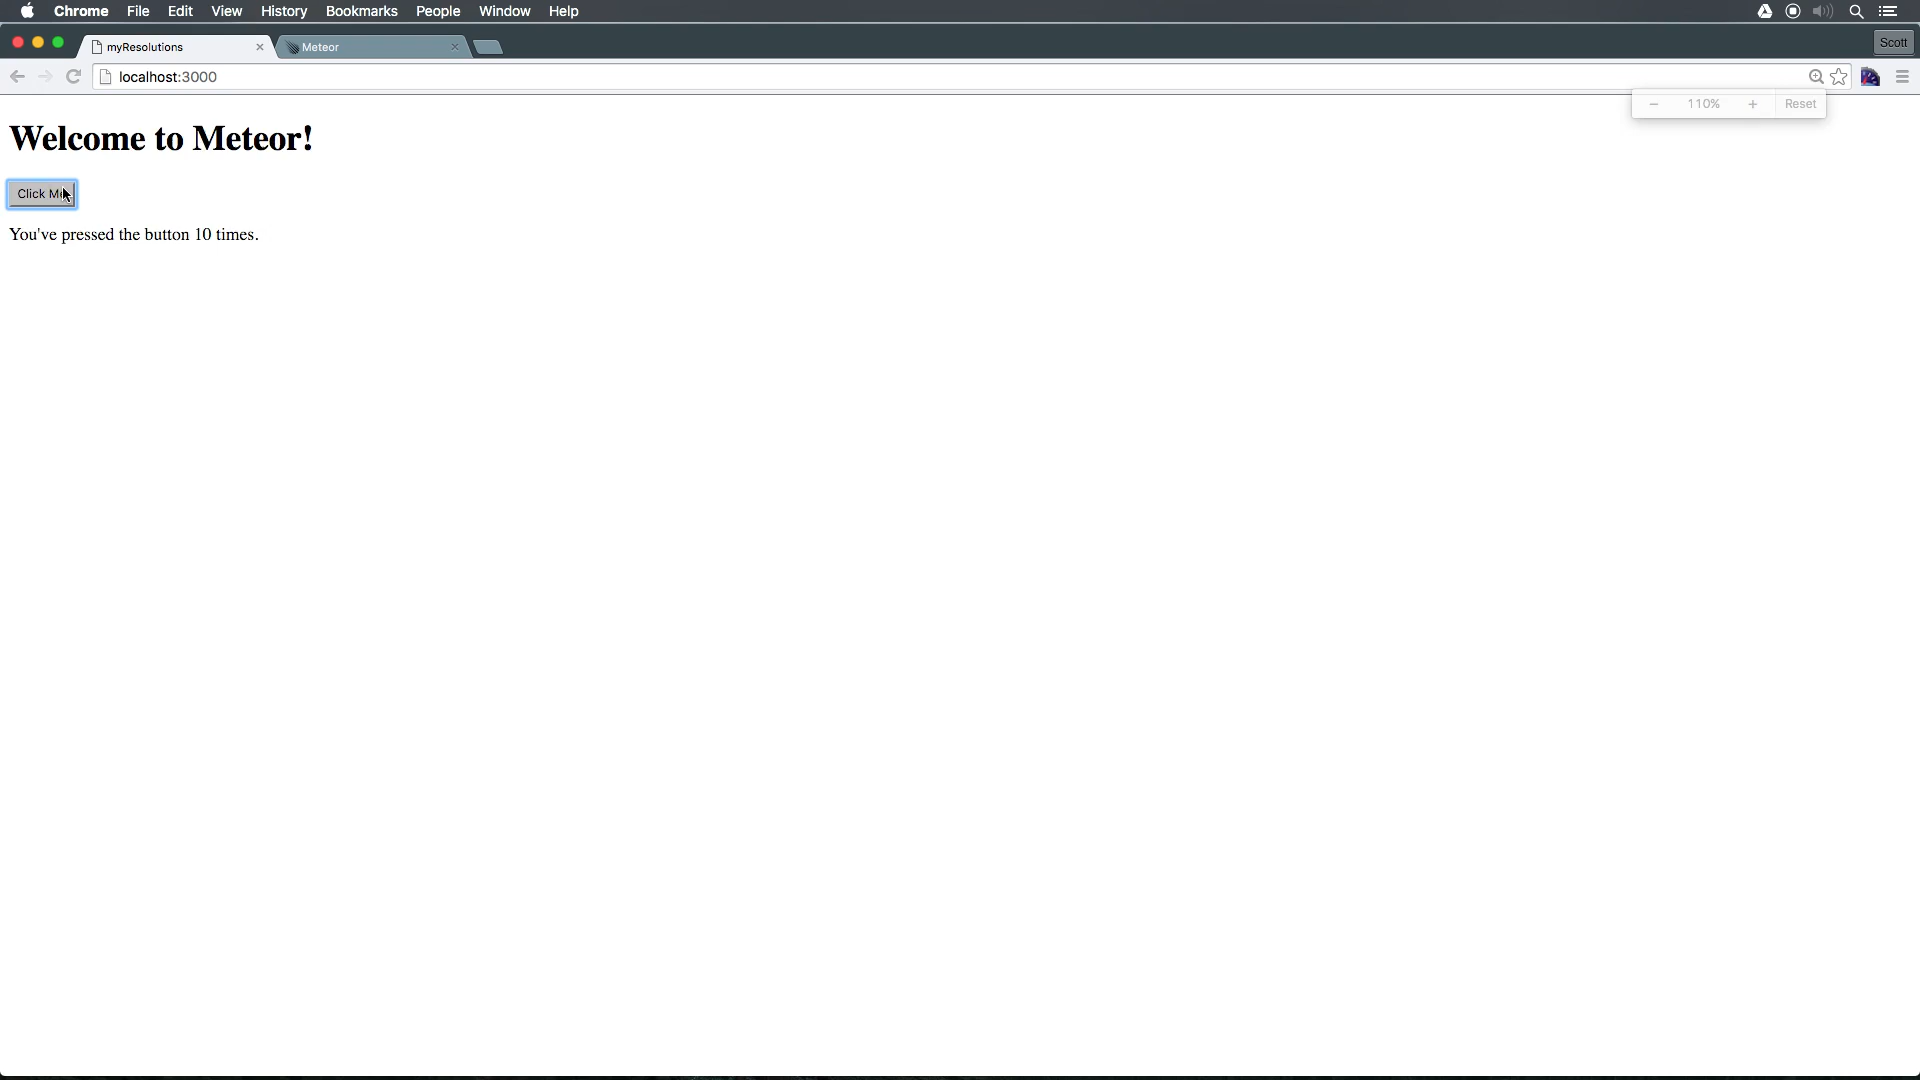 Chrome File Edit View History Bookmarks People Window Help
myResolutions
Meteor
Scott
localhost:3000
110%
Reset
Welcome to Meteor!
Click Me
You've pressed the button 10 times.